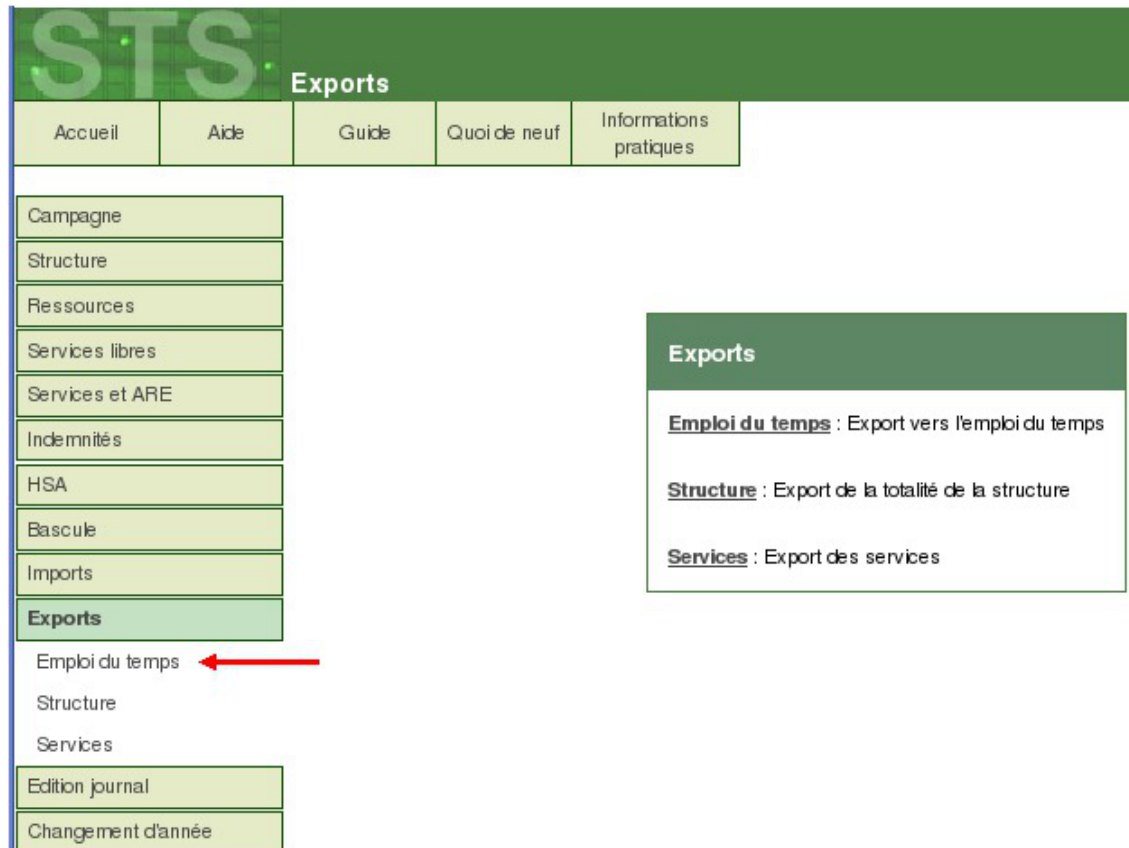 STS
Exports
Accueil
Aide
Guide
Quoi de neuf
Informations
pratiques
Campagne
Structure
Ressources
Services libres
Services et ARE
Indemnités
HSA
Bascule
Imports
Exports
Emploi du temps
Structure
Services
Edition journal
Changement d'année
Exports
Emploi du temps : Export vers l'emploi du temps
Structure : Export de la totalité de la structure
Services : Export des services